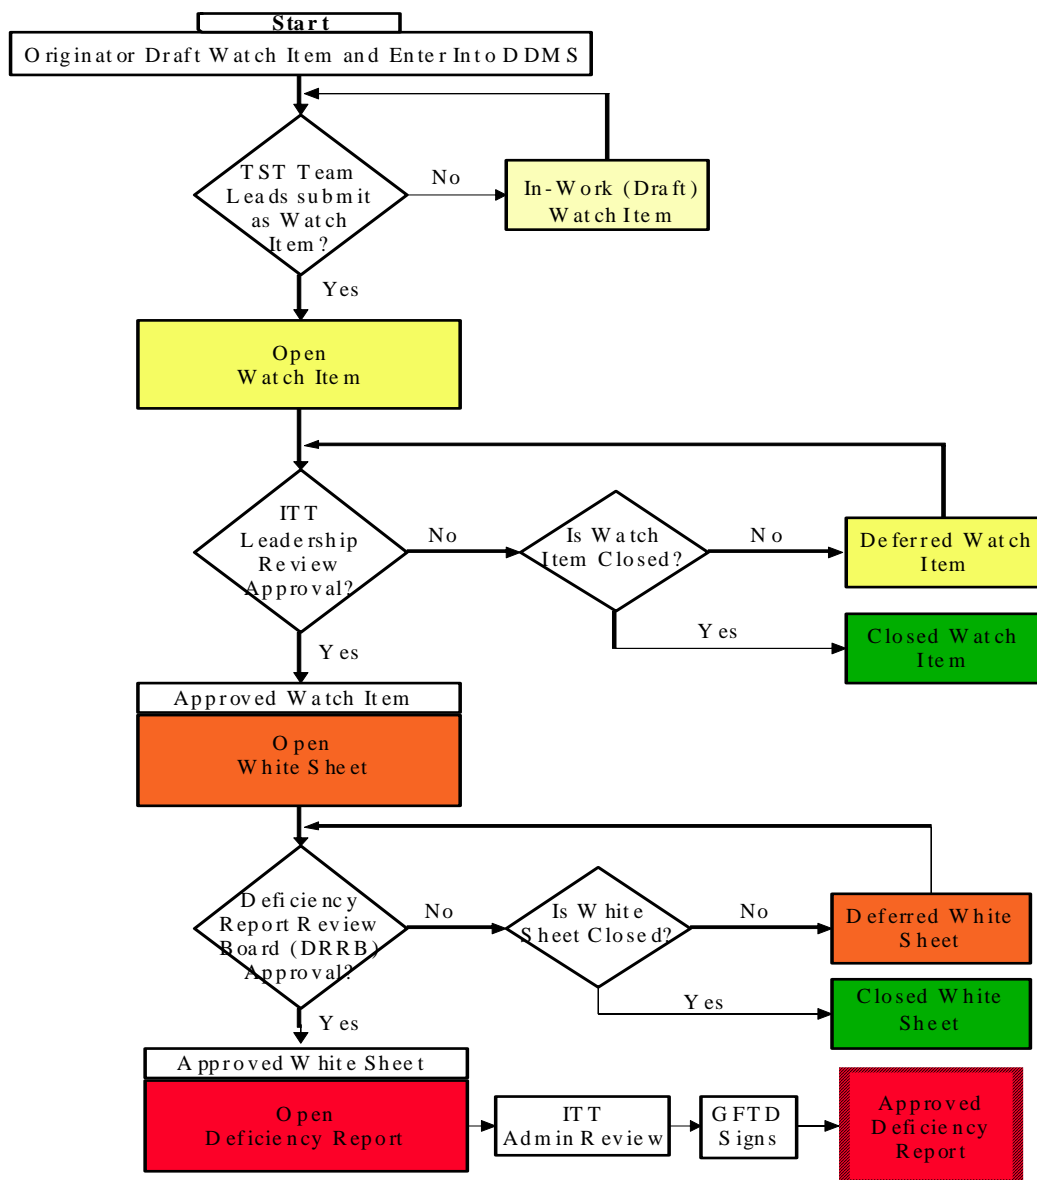 Start
Originator Draft Watch Item and Enter Into DDMS
TST Team
Leads submit
as Watch
Item?
No
In-Work (Draft)
Watch Item
Yes
Open
Watch Item
ITT
Leadership
Review
Approval?
No
Is Watch
Item Closed?
No
Deferred Watch
Item
Yes
Closed Watch
Item
Yes
Approved Watch Item
Open
White Sheet
Deficiency
Report Review
Board (DRRB)
Approval?
No
Is White
Sheet Closed?
No
Deferred White
Sheet
Yes
Closed White
Sheet
Yes
Approved White Sheet
Open
Deficiency Report
ITT
Admin Review
GFTD
Signs
Approved
Deficiency
Report